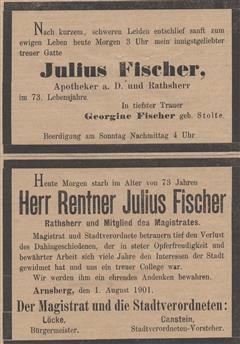 Nach kurzem, schweren Leiden entschlief sanft zum
ewigen Leben heute Morgen 3 Uhr mein innigstgeliebter
treuer Gatte
Julius Fischer,
Apotheker a. D. und Rathsherr
im 73. Lebensjahre.
In tiefster Trauer
Georgine Fischer geb. Stolte.
Beerdigung am Sonntag Nachmittag 4 Uhr.
Heute Morgen starb im Alter von 73 Jahren
Herr Rentner Julius Fischer
Rathsherr und Mitglied des Magistrates.
Magistrat und Stadtverordnete betrauern tief den Verlust
des Dahingeschiedenen, der in steter Opferfreudigkeit und
bewährter Arbeit sich viele Jahre den Interessen der Stadt
gewidmet hat und uns ein treuer College war.
Wir werden ihm ein ehrendes Andenken bewahren.
Arnsberg, den 1. August 1901.
Der Magistrat und die Stadtverordneten:
Löcke, Canstein,
Bürgermeister. Stadtverordneten-Vorsteher.